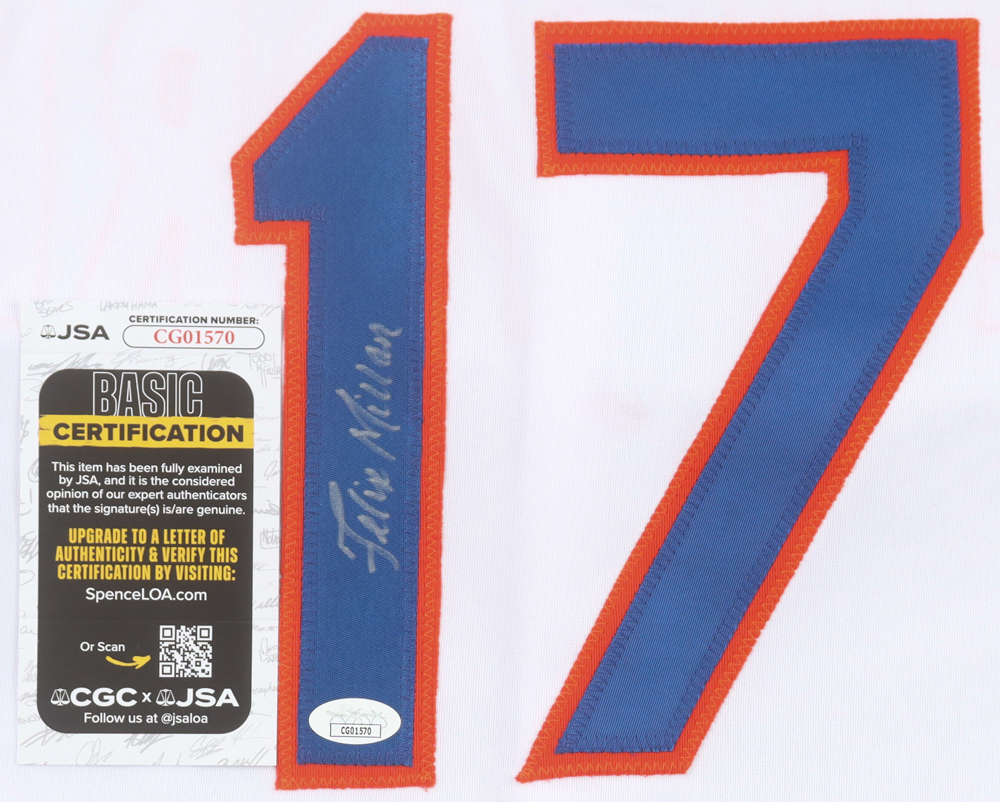 17
Felix Millan
CG01570
JSA
CERTIFICATION NUMBER:
CG01570
BASIC
CERTIFICATION
This item has been fully examined
by JSA, and it is the considered
opinion of our expert authenticators
that the signature(s) is/are genuine.
UPGRADE TO A LETTER OF
AUTHENTICITY & VERIFY THIS
CERTIFICATION BY VISITING:
SpenceLOA.com
Or Scan
CGC x JSA
Follow us at @jsaloa